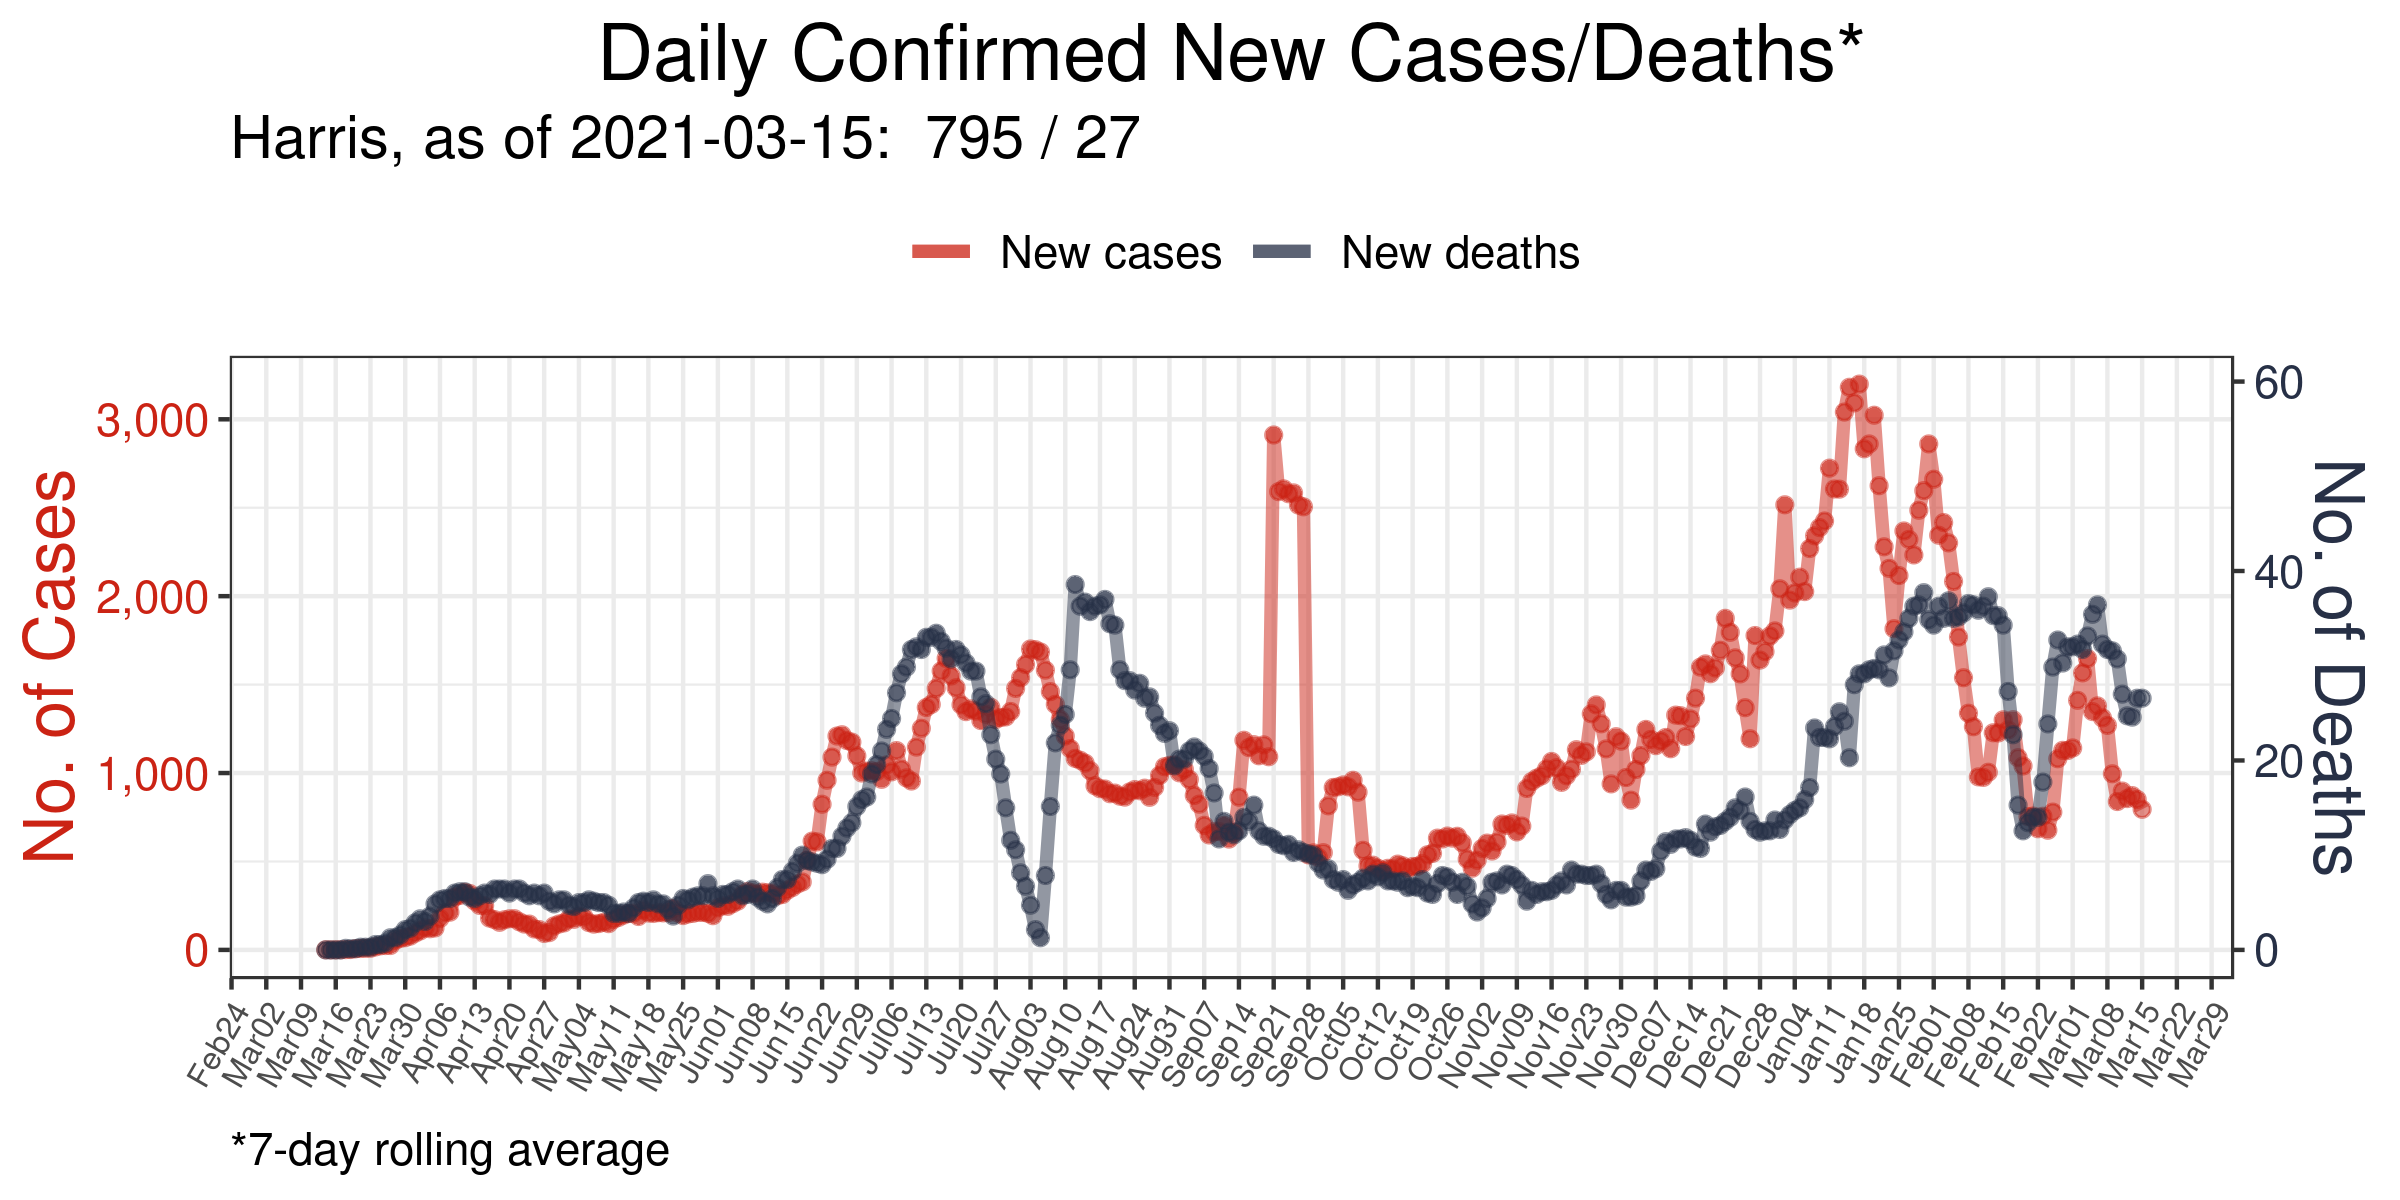 Daily Confirmed New Cases/Deaths*
Harris, as of 2021-03-15:  795 / 27
New cases
New deaths
No. of Cases
3,000
2,000
1,000
0
60
40
20
0
No. of Deaths
Feb24
Mar02
Mar09
Mar16
Mar23
Mar30
Apr06
Apr13
Apr20
Apr27
May04
May11
May18
May25
Jun01
Jun08
Jun15
Jun22
Jun29
Jul06
Jul13
Jul20
Jul27
Aug03
Aug10
Aug17
Aug24
Aug31
Sep07
Sep14
Sep21
Sep28
Oct05
Oct12
Oct19
Oct26
Nov02
Nov09
Nov16
Nov23
Nov30
Dec07
Dec14
Dec21
Dec28
Jan04
Jan11
Jan18
Jan25
Feb01
Feb08
Feb15
Feb22
Mar01
Mar08
Mar15
Mar22
Mar29
*7-day rolling average